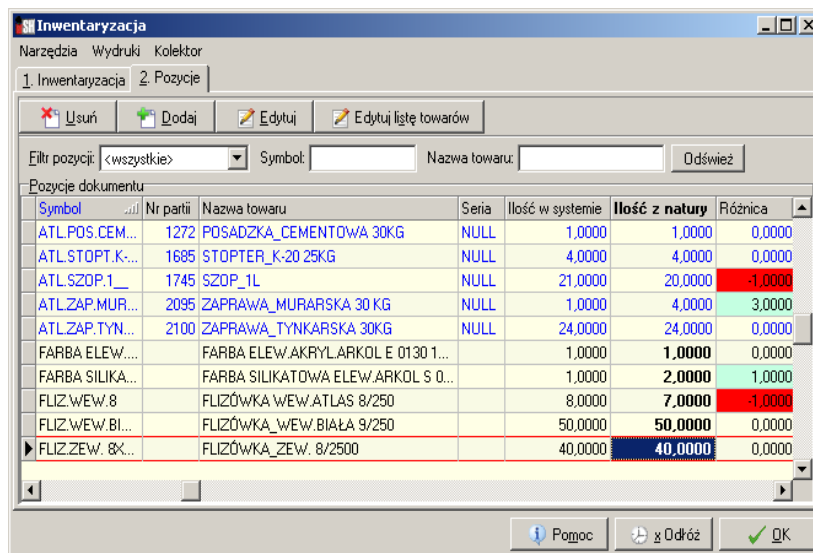 Inwentaryzacja
Narzędzia Wydruki Kolektor
1. Inwentaryzacja 2. Pozycje
Usuń Dodaj Edytuj Edytuj listę towarów
Filtr pozycji: <wszystkie> Symbol: Nazwa towaru: Odśwież
Pozycje dokumentu
Symbol Nr partii Nazwa towaru Seria Ilość w systemie Ilość z natury Różnica
ATL.POS.CEM... 1272 POSADZKA_CEMENTOWA 30KG NULL 1,0000 1,0000 0,0000
ATL.STOPT.K-... 1685 STOPTER_K-20 25KG NULL 4,0000 4,0000 0,0000
ATL.SZOP.1__ 1745 SZOP_1L NULL 21,0000 20,0000 -1,0000
ATL.ZAP.MUR... 2095 ZAPRAWA_MURARSKA 30 KG NULL 1,0000 4,0000 3,0000
ATL.ZAP.TYN... 2100 ZAPRAWA_TYNKARSKA 30KG NULL 24,0000 24,0000 0,0000
FARBA ELEW.... FARBA ELEW.AKRYL.ARKOL E 0130 1... 1,0000 1,0000 0,0000
FARBA SILIKA... FARBA SILIKATOWA ELEW.ARKOL S 0... 1,0000 2,0000 1,0000
FLIZ.WEW.8 FLIZÓWKA WEW.ATLAS 8/250 8,0000 7,0000 -1,0000
FLIZ.WEW.BI... FLIZÓWKA_WEW.BIAŁA 9/250 50,0000 50,0000 0,0000
FLIZ.ZEW. 8X... FLIZÓWKA_ZEW. 8/2500 40,0000 40,0000 0,0000
Pomoc x Odłóż OK